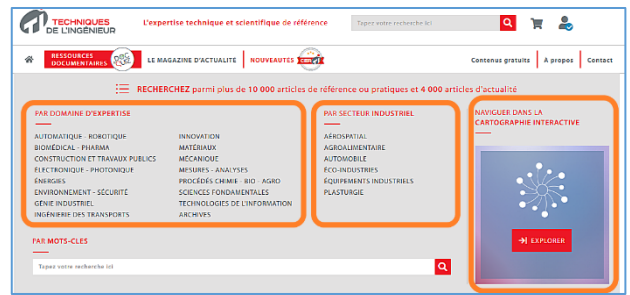 TECHNIQUES
DE L'INGÉNIEUR
L'expertise technique et scientifique de référence
Tapez votre recherche ici
RESSOURCES
DOCUMENTAIRES
LE MAGAZINE D'ACTUALITÉ
NOUVEAUTÉS
Contenus gratuits
A propos
Contact
RECHERCHEZ parmi plus de 10 000 articles de référence ou pratiques et 4 000 articles d'actualité
PAR DOMAINE D'EXPERTISE
AUTOMATIQUE - ROBOTIQUE
BIOMÉDICAL - PHARMA
CONSTRUCTION ET TRAVAUX PUBLICS
ÉLECTRONIQUE - PHOTONIQUE
ÉNERGIES
ENVIRONNEMENT - SÉCURITÉ
GÉNIE INDUSTRIEL
INGÉNIERIE DES TRANSPORTS
INNOVATION
MATÉRIAUX
MÉCANIQUE
MESURES - ANALYSES
PROCÉDÉS CHIMIE - BIO - AGRO
SCIENCES FONDAMENTALES
TECHNOLOGIES DE L'INFORMATION
ARCHIVES
PAR SECTEUR INDUSTRIEL
AÉROSPATIAL
AGROALIMENTAIRE
AUTOMOBILE
ÉCO-INDUSTRIES
ÉQUIPEMENTS INDUSTRIELS
PLASTURGIE
NAVIGUER DANS LA
CARTOGRAPHIE INTERACTIVE
EXPLORER
PAR MOTS-CLES
Tapez votre recherche ici